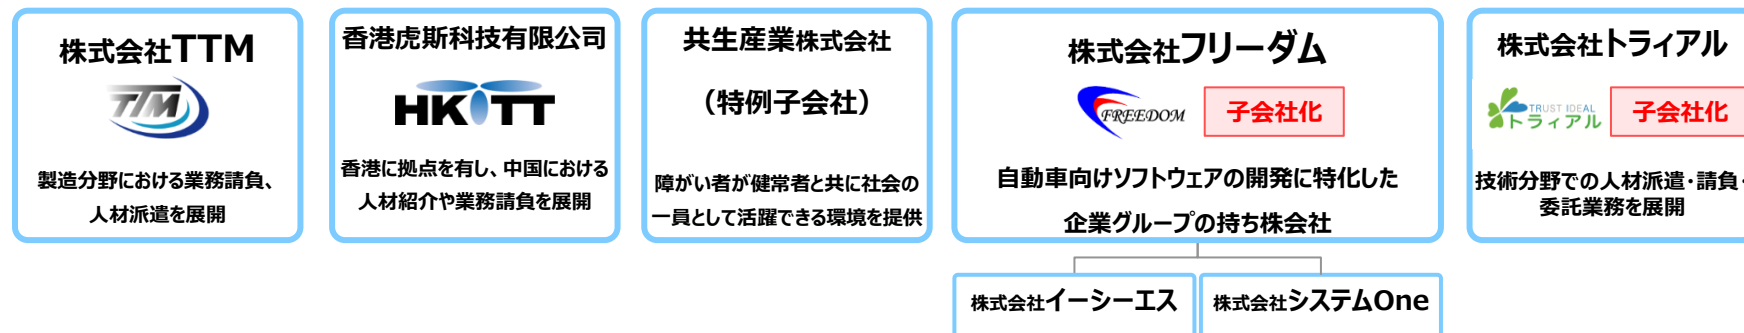 株式会社TTM
TTM
製造分野における業務請負、
人材派遣を展開
香港虎斯科技有限公司
HKTT
香港に拠点を有し、中国における
人材紹介や業務請負を展開
共生産業株式会社
（特例子会社）
障がい者が健常者と共に社会の
一員として活躍できる環境を提供
株式会社フリーダム
FREEDOM
子会社化
自動車向けソフトウェアの開発に特化した
企業グループの持ち株会社
株式会社トライアル
TRUST IDEAL
トライアル
子会社化
技術分野での人材派遣・請負・
委託業務を展開
株式会社イーシーエス
株式会社システムOne